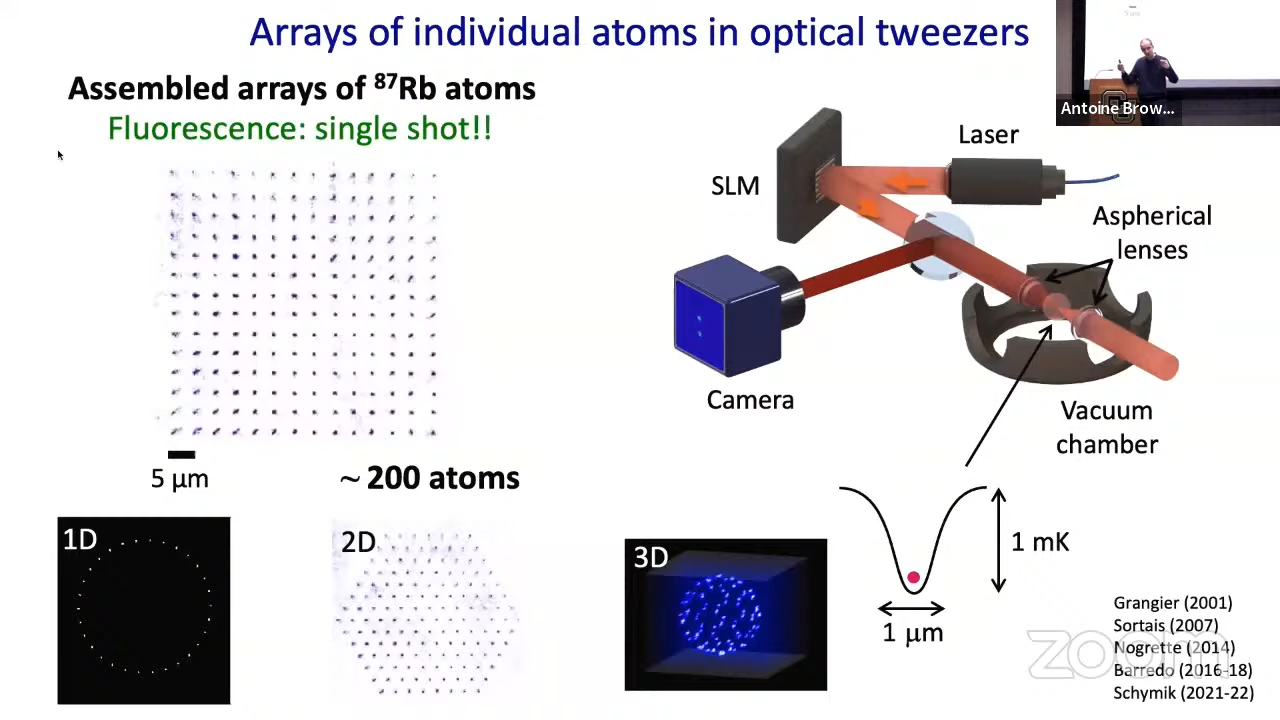 Arrays of individual atoms in optical tweezers
Assembled arrays of ⁸⁷Rb atoms
Fluorescence: single shot!!
5 μm
~ 200 atoms
1D
2D
3D
SLM
Laser
Aspherical
lenses
Camera
Vacuum
chamber
1 mK
1 μm
Grangier (2001)
Sortais (2007)
Nogrette (2014)
Barredo (2016-18)
Schymik (2021-22)
Antoine Brow...
zoom